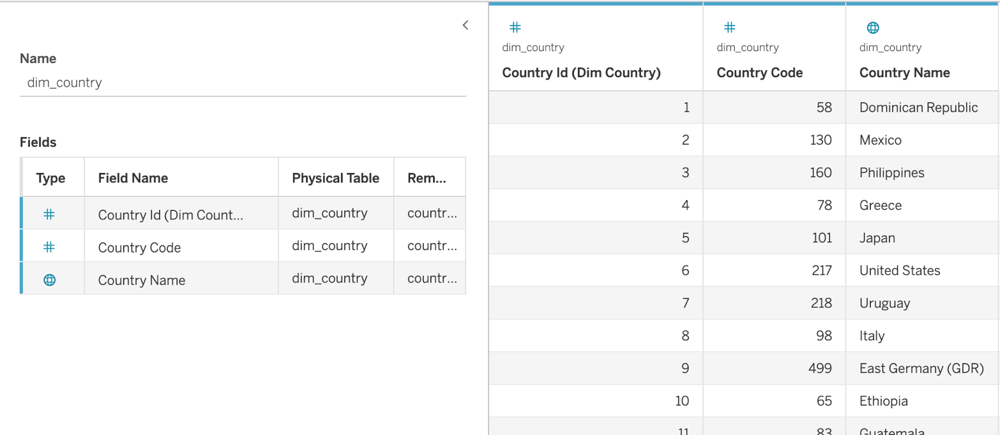 Name
dim_country
Fields
Type Field Name Physical Table Rem...
Country Id (Dim Count... dim_country countr...
Country Code dim_country countr...
Country Name dim_country countr...
dim_country dim_country dim_country
Country Id (Dim Country) Country Code Country Name
1 58 Dominican Republic
2 130 Mexico
3 160 Philippines
4 78 Greece
5 101 Japan
6 217 United States
7 218 Uruguay
8 98 Italy
9 499 East Germany (GDR)
10 65 Ethiopia
11 83 Guatemala